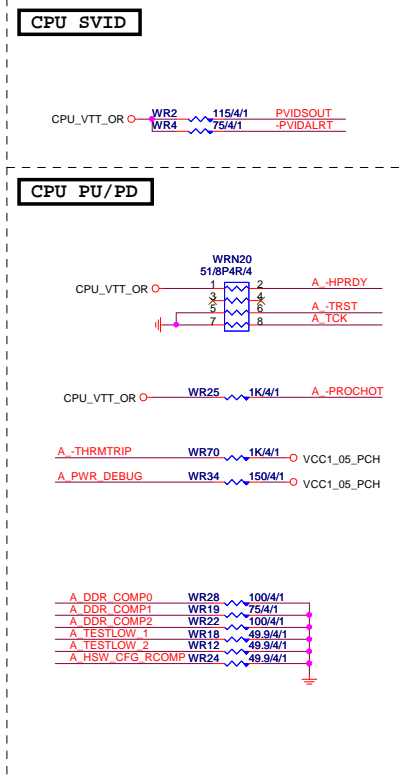 CPU SVID
CPU_VTT_OR WR2 115/4/1 PVIDSOUT
WR4 75/4/1 -PVIDALRT
CPU PU/PD
WRN20
51/8P4R/4
CPU_VTT_OR 1 2 A_-HPRDY
3 4
5 6 A_-TRST
7 8 A_TCK
CPU_VTT_OR WR25 1K/4/1 A_-PROCHOT
A_-THRMTRIP WR70 1K/4/1 VCC1_05_PCH
A_PWR_DEBUG WR34 150/4/1 VCC1_05_PCH
A_DDR_COMP0 WR28 100/4/1
A_DDR_COMP1 WR19 75/4/1
A_DDR_COMP2 WR22 100/4/1
A_TESTLOW_1 WR18 49.9/4/1
A_TESTLOW_2 WR12 49.9/4/1
A_HSW_CFG_RCOMP WR24 49.9/4/1